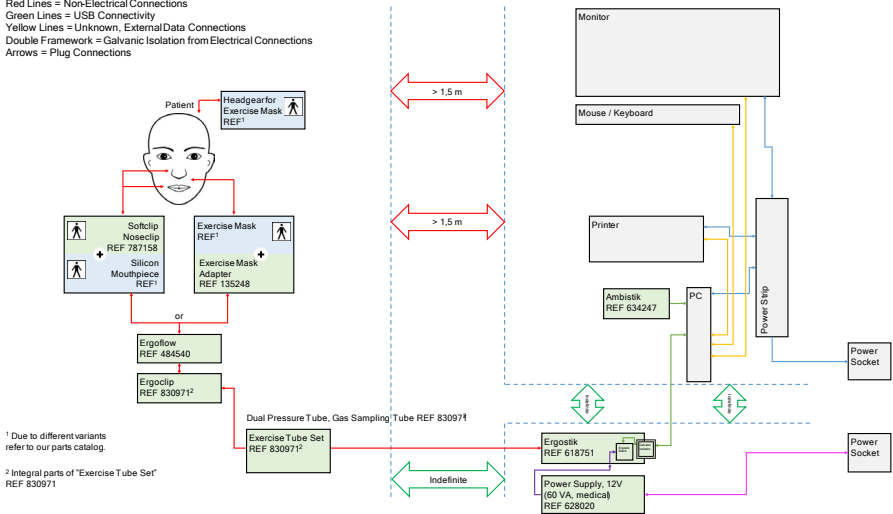 Red Lines = Non-Electrical Connections
Green Lines = USB Connectivity
Yellow Lines = Unknown, External Data Connections
Double Framework = Galvanic Isolation from Electrical Connections
Arrows = Plug Connections
Patient
Headgear for
Exercise Mask
REF¹
> 1,5 m
Monitor
Mouse / Keyboard
Softclip
Noseclip
REF 787158
+
Silicon
Mouthpiece
REF¹
Exercise Mask
REF¹
+
Exercise Mask
Adapter
REF 135248
> 1,5 m
Printer
Power Strip
Ambistik
REF 634247
PC
or
Ergoflow
REF 484540
Ergoclip
REF 830971²
Power
Socket
Indefinite
Indefinite
Dual Pressure Tube, Gas Sampling Tube REF 830971²
¹ Due to different variants
refer to our parts catalog.
² Integral parts of "Exercise Tube Set"
REF 830971
Exercise Tube Set
REF 830971²
Indefinite
Ergostik
REF 618751
Power Supply, 12V
(60 VA, medical)
REF 628020
Power
Socket